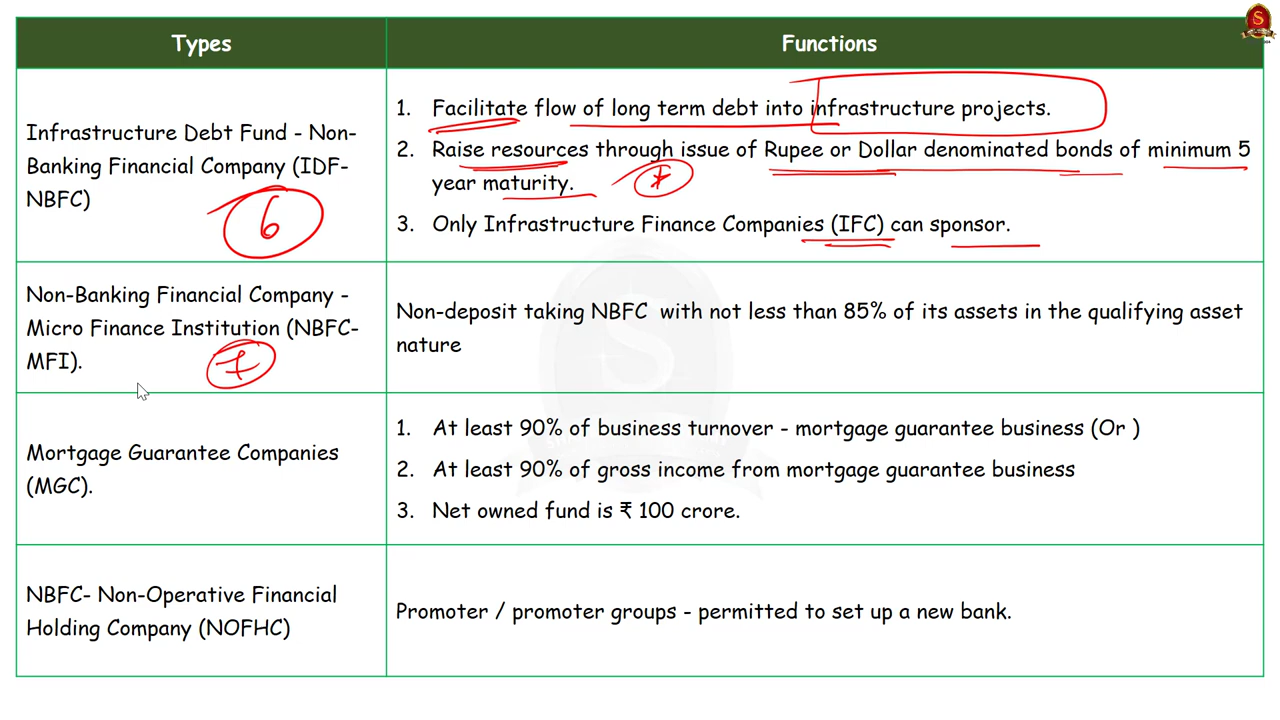 Types
Functions
Infrastructure Debt Fund - Non-
Banking Financial Company (IDF-
NBFC)
6
1. Facilitate flow of long term debt into infrastructure projects.
2. Raise resources through issue of Rupee or Dollar denominated bonds of minimum 5
year maturity.
3. Only Infrastructure Finance Companies (IFC) can sponsor.
Non-Banking Financial Company -
Micro Finance Institution (NBFC-
MFI).
7
Non-deposit taking NBFC with not less than 85% of its assets in the qualifying asset
nature
Mortgage Guarantee Companies
(MGC).
1. At least 90% of business turnover - mortgage guarantee business (Or )
2. At least 90% of gross income from mortgage guarantee business
3. Net owned fund is ₹ 100 crore.
NBFC- Non-Operative Financial
Holding Company (NOFHC)
Promoter / promoter groups - permitted to set up a new bank.